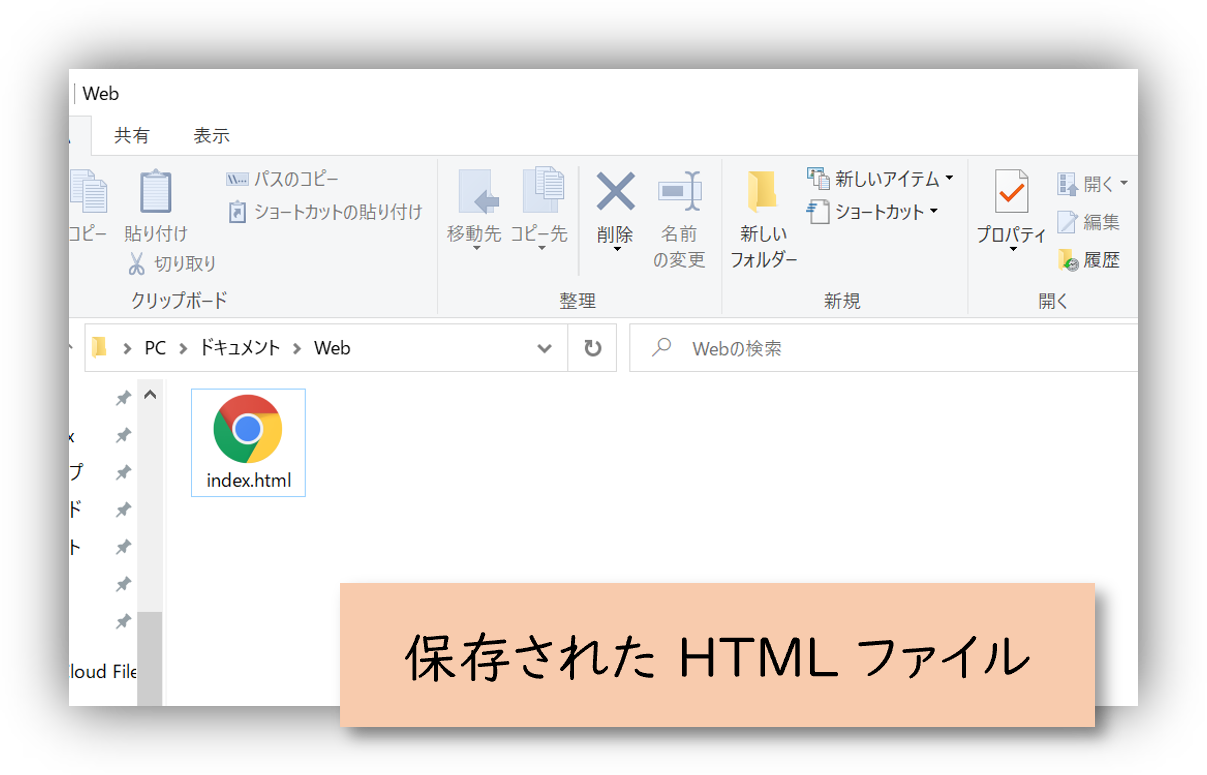 Web
共有
表示
コピー
貼り付け
切り取り
パスのコピー
ショートカットの貼り付け
クリップボード
移動先
コピー先
削除
名前
の変更
整理
新しい
フォルダー
新しいアイテム
ショートカット
新規
プロパティ
開く
編集
履歴
開く
PC
ドキュメント
Web
Webの検索
x
プ
ド
ト
loud File
index.html
保存された HTML ファイル